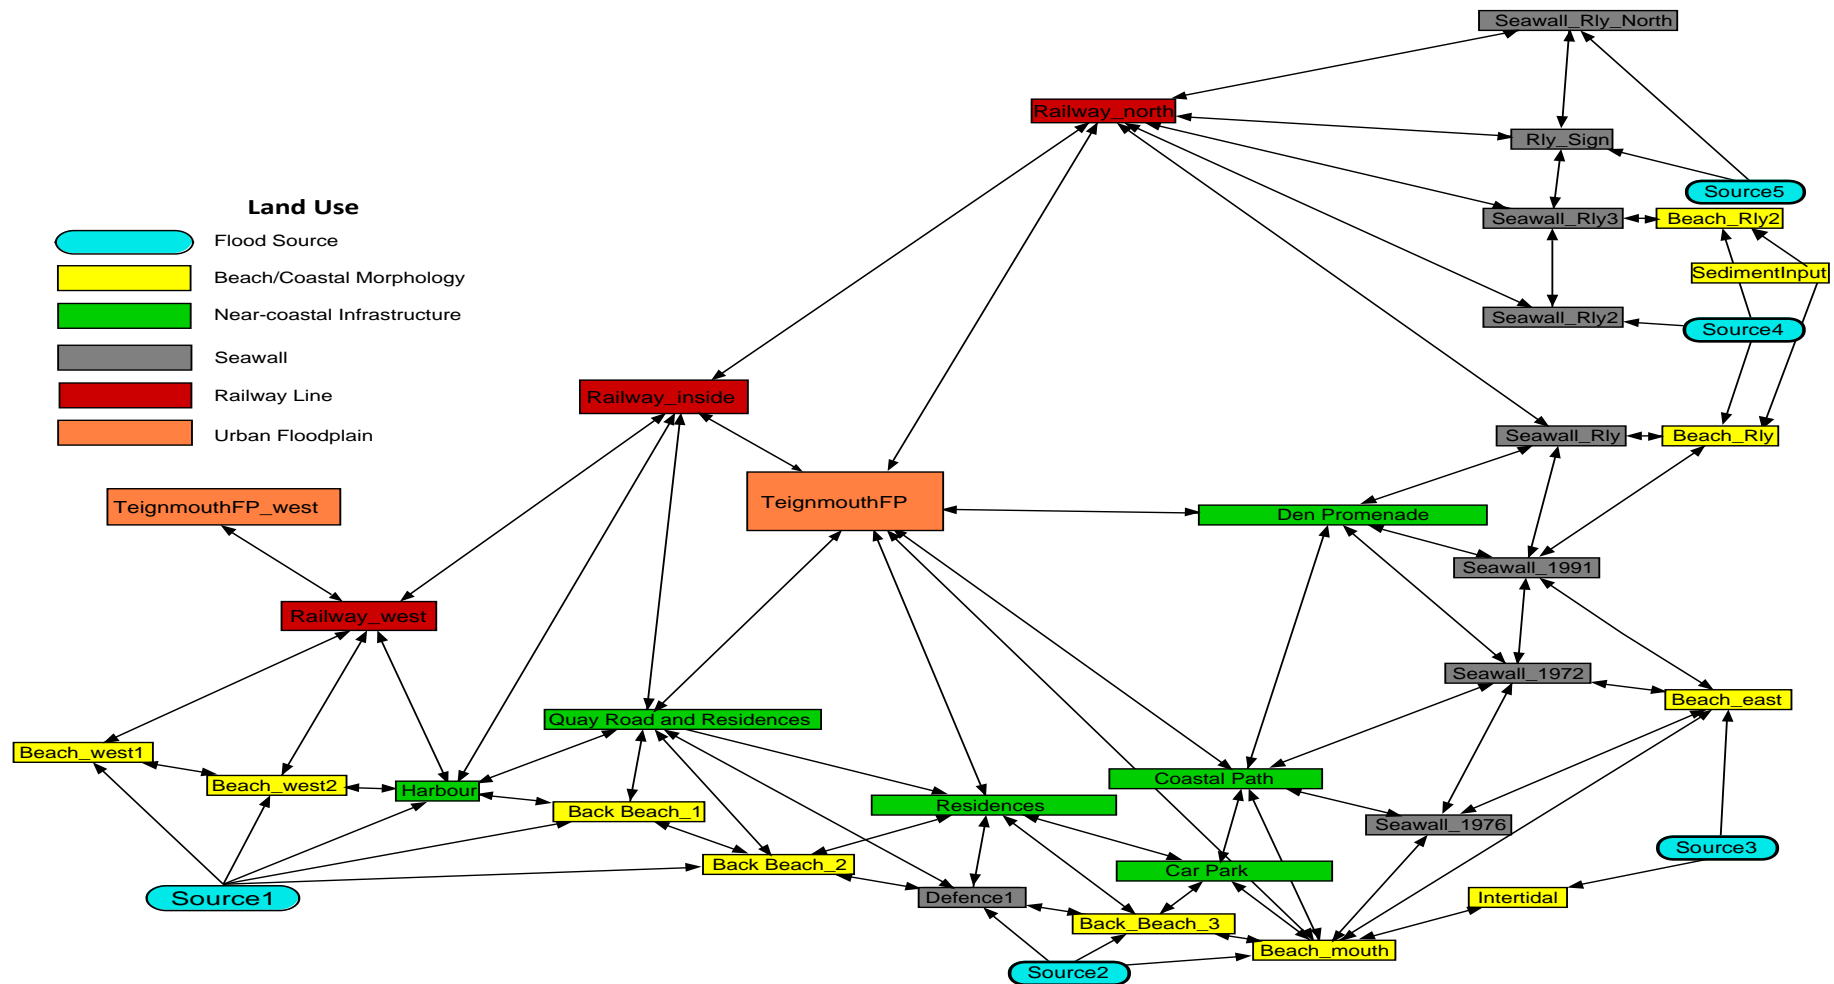 Seawall_Rly_North
Railway_north
Rly_Sign
Source5
Land Use
Seawall_Rly3
Beach_Rly2
Flood Source
SedimentInput
Beach/Coastal Morphology
Near-coastal Infrastructure
Seawall_Rly2
Source4
Seawall
Railway Line
Railway_inside
Urban Floodplain
Seawall_Rly
Beach_Rly
TeignmouthFP_west
TeignmouthFP
Den Promenade
Seawall_1991
Railway_west
Seawall_1972
Beach_east
Quay Road and Residences
Beach_west1
Coastal Path
Beach_west2
Harbour
Residences
Back Beach_1
Seawall_1976
Source3
Back Beach_2
Car Park
Source1
Defence1
Intertidal
Back_Beach_3
Beach_mouth
Source2